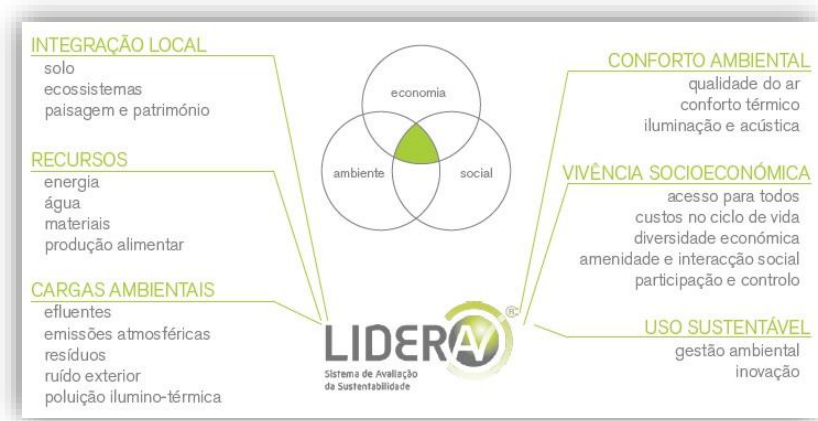 INTEGRAÇÃO LOCAL
solo
ecossistemas
paisagem e património
RECURSOS
energia
água
materiais
produção alimentar
CARGAS AMBIENTAIS
efluentes
emissões atmosféricas
resíduos
ruído exterior
poluição ilumino-térmica
economia
ambiente
social
LIDERA®
Sistema de Avaliação
da Sustentabilidade
CONFORTO AMBIENTAL
qualidade do ar
conforto térmico
iluminação e acústica
VIVÊNCIA SOCIOECONÓMICA
acesso para todos
custos no ciclo de vida
diversidade económica
amenidade e interacção social
participação e controlo
USO SUSTENTÁVEL
gestão ambiental
inovação